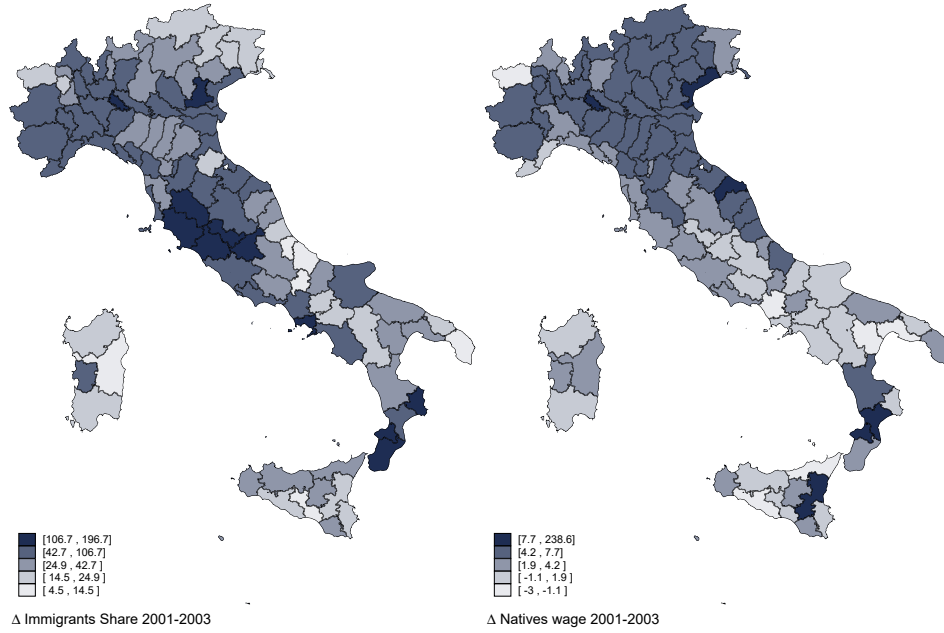 [106.7 , 196.7]
[42.7 , 106.7]
[24.9 , 42.7]
[ 14.5 , 24.9]
[ 4.5 , 14.5]
Δ Immigrants Share 2001-2003
[7.7 , 238.6]
[4.2 , 7.7]
[1.9 , 4.2]
[ -1.1 , 1.9]
[-3 , -1.1]
Δ Natives wage 2001-2003